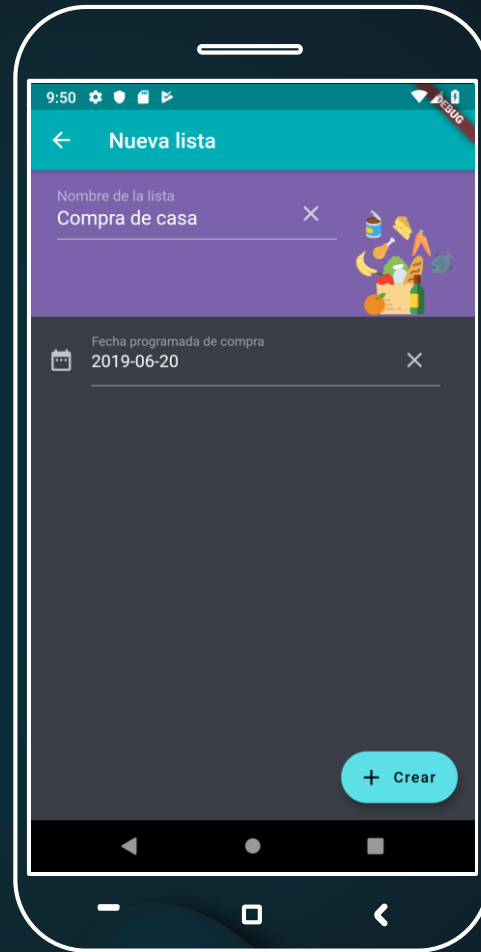 9:50
DEBUG
Nueva lista
Nombre de la lista
Compra de casa
Fecha programada de compra
2019-06-20
Crear